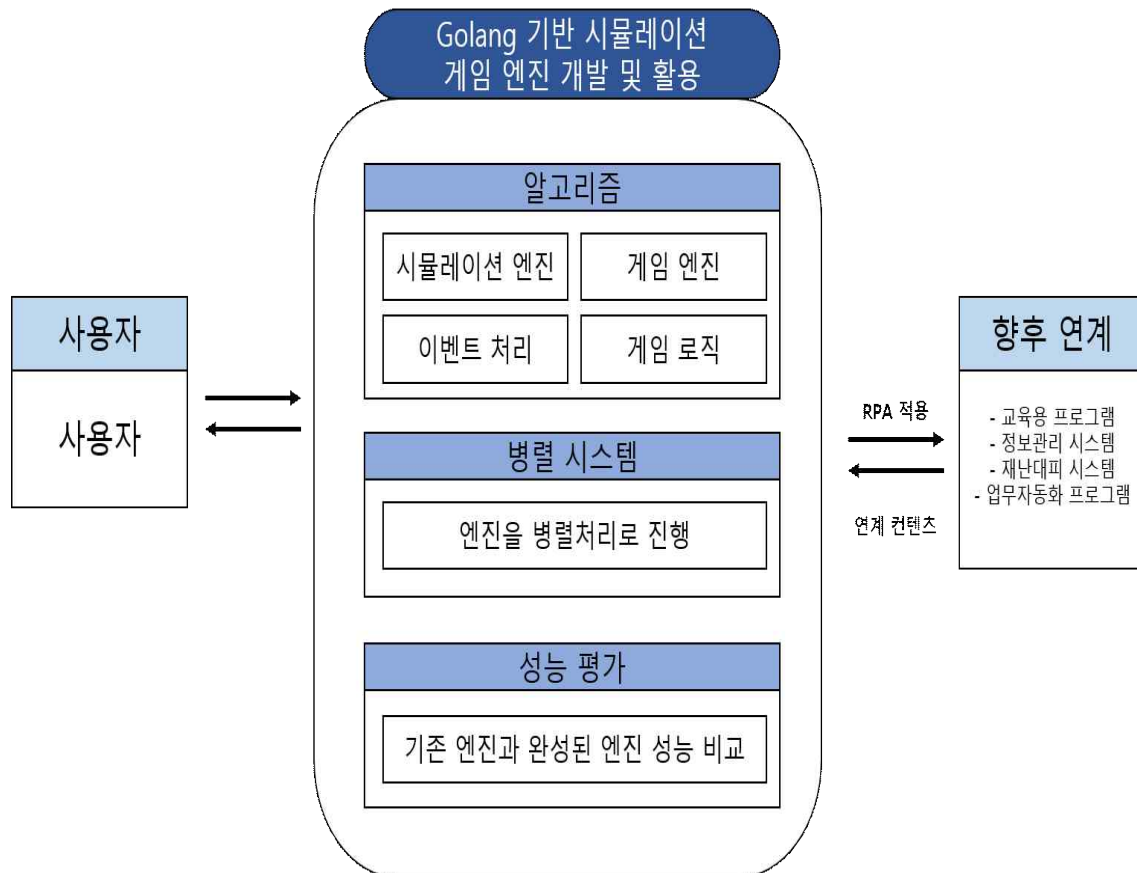 Golang 기반 시뮬레이션
게임 엔진 개발 및 활용
사용자
사용자
알고리즘
시뮬레이션 엔진
게임 엔진
이벤트 처리
게임 로직
병렬 시스템
엔진을 병렬처리로 진행
성능 평가
기존 엔진과 완성된 엔진 성능 비교
RPA 적용
연계 컨텐츠
향후 연계
- 교육용 프로그램
- 정보관리 시스템
- 재난대피 시스템
- 업무자동화 프로그램